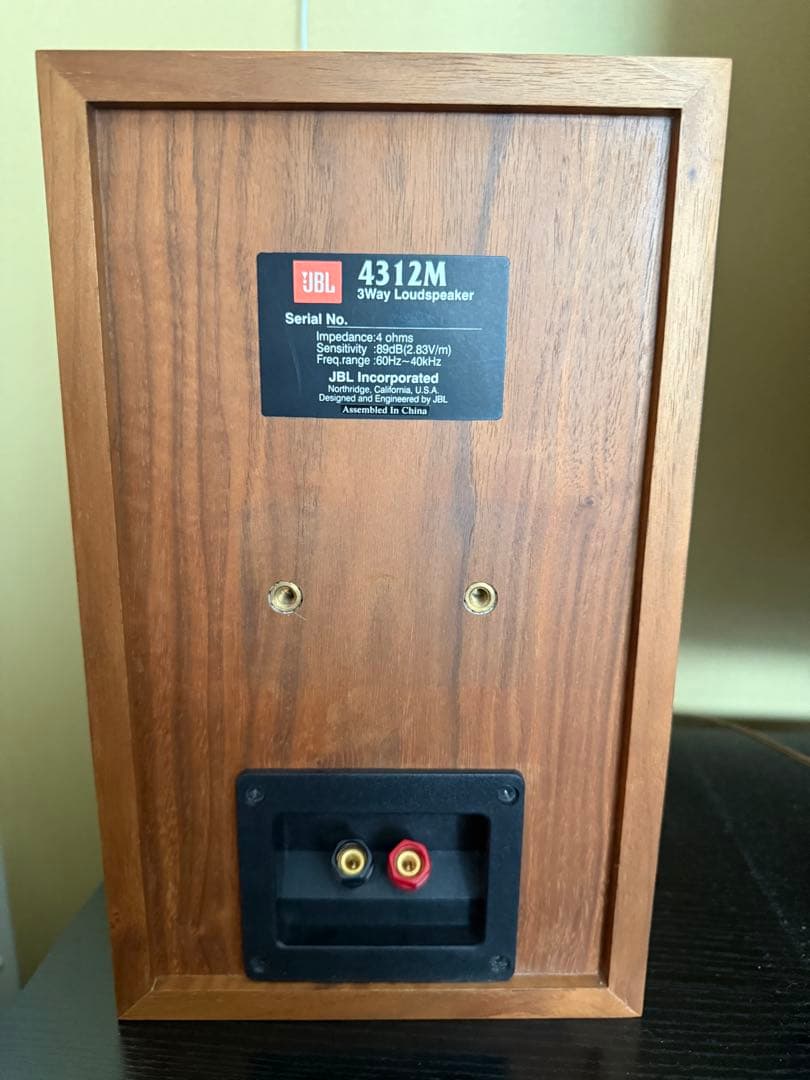 JBL 4312M
3Way Loudspeaker
Serial No.
Impedance:4 ohms
Sensitivity :89dB(2.83V/m)
Freq.range :60Hz~40kHz
JBL Incorporated
Northridge, California, U.S.A.
Designed and Engineered by JBL
Assembled In China